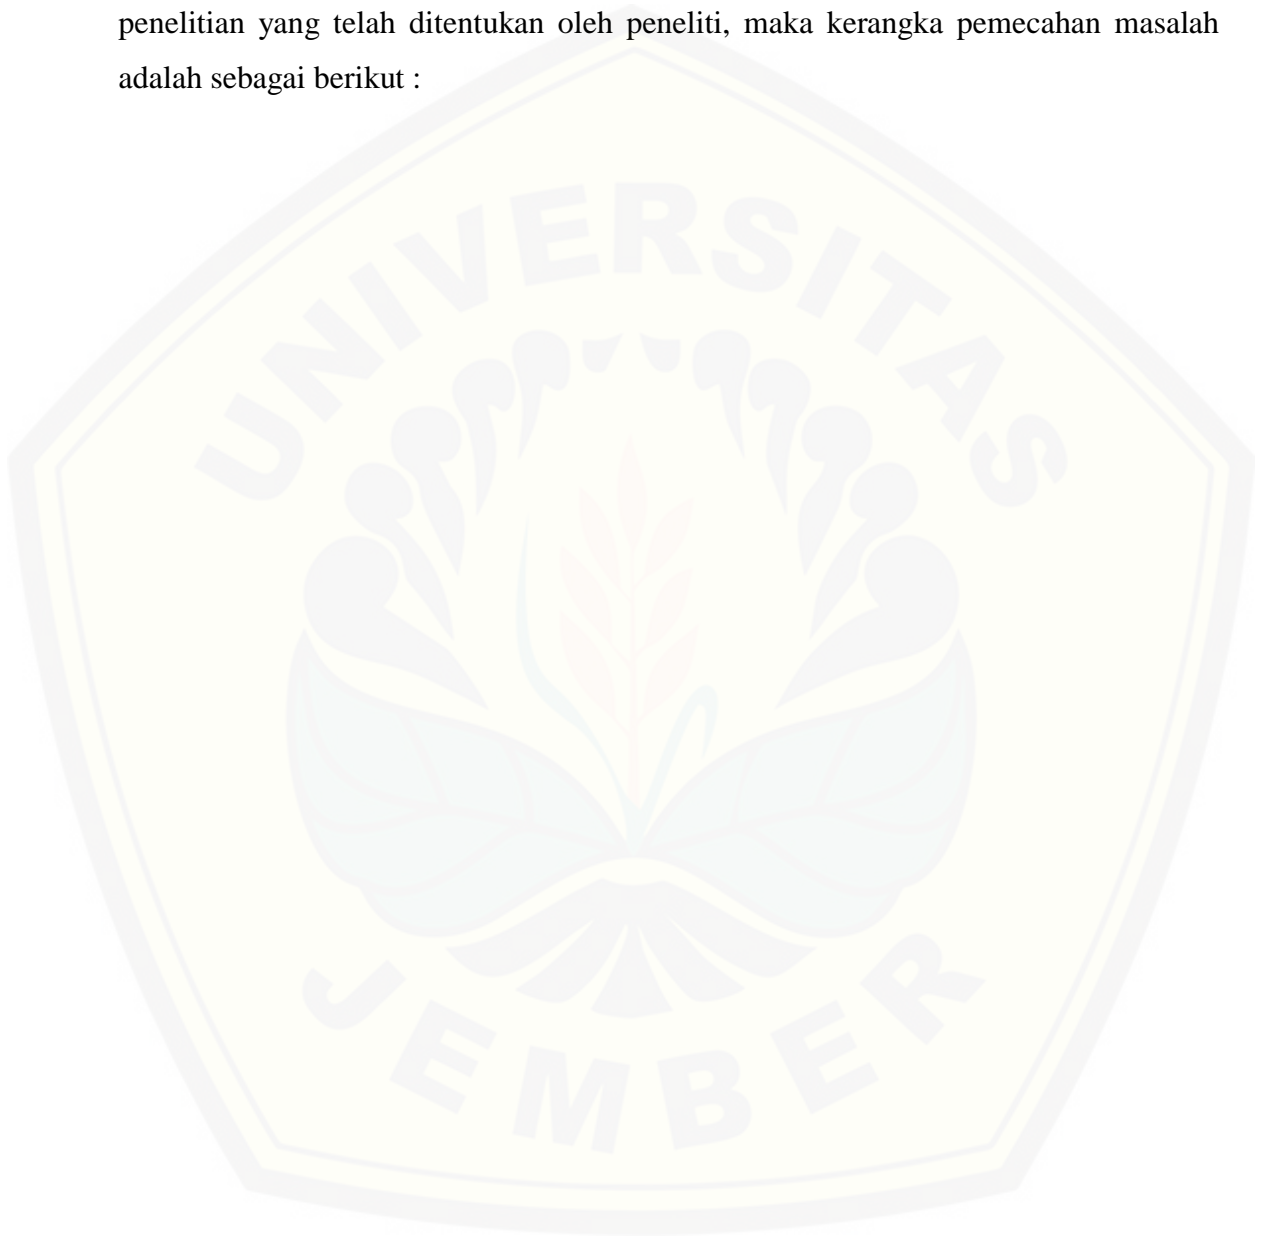 penelitian yang telah ditentukan oleh peneliti, maka kerangka pemecahan masalah
adalah sebagai berikut :
UNIVERSITAS
JEMBER